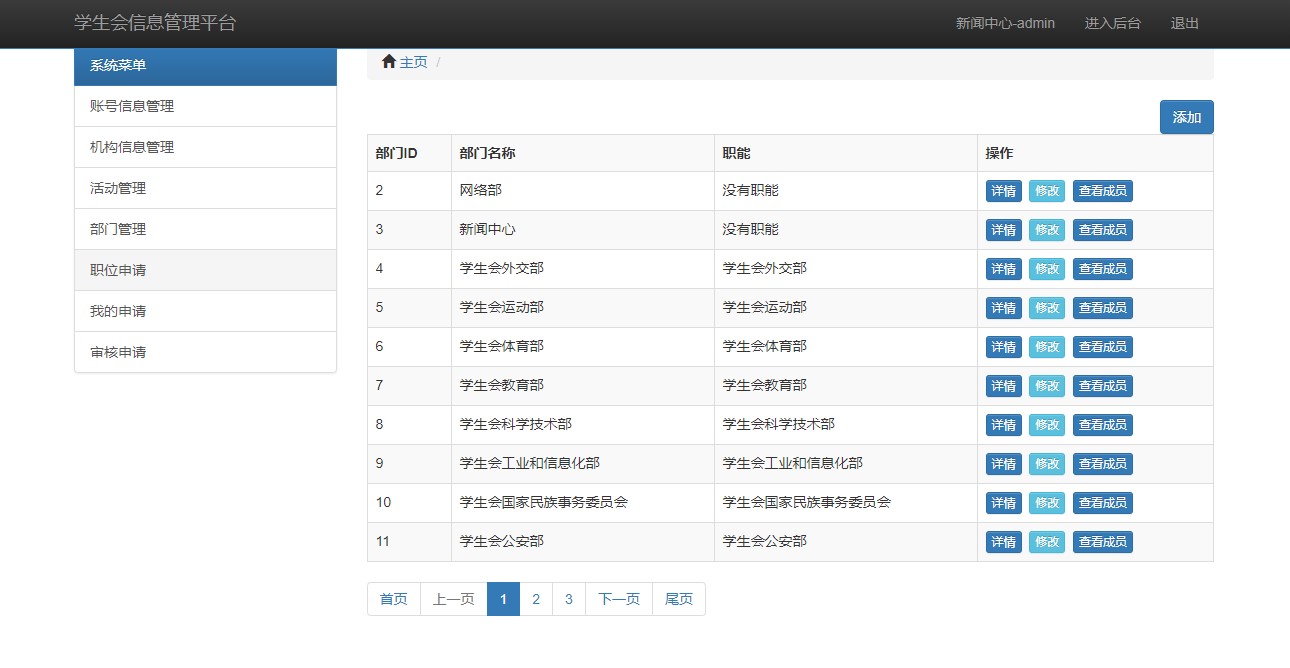 学生会信息管理平台 新闻中心-admin 进入后台 退出
系统菜单
账号信息管理
机构信息管理
活动管理
部门管理
职位申请
我的申请
审核申请
主页 /
添加
部门ID 部门名称 职能 操作
2 网络部 没有职能 详情 修改 查看成员
3 新闻中心 没有职能 详情 修改 查看成员
4 学生会外交部 学生会外交部 详情 修改 查看成员
5 学生会运动部 学生会运动部 详情 修改 查看成员
6 学生会体育部 学生会体育部 详情 修改 查看成员
7 学生会教育部 学生会教育部 详情 修改 查看成员
8 学生会科学技术部 学生会科学技术部 详情 修改 查看成员
9 学生会工业和信息化部 学生会工业和信息化部 详情 修改 查看成员
10 学生会国家民族事务委员会 学生会国家民族事务委员会 详情 修改 查看成员
11 学生会公安部 学生会公安部 详情 修改 查看成员
首页 上一页 1 2 3 下一页 尾页